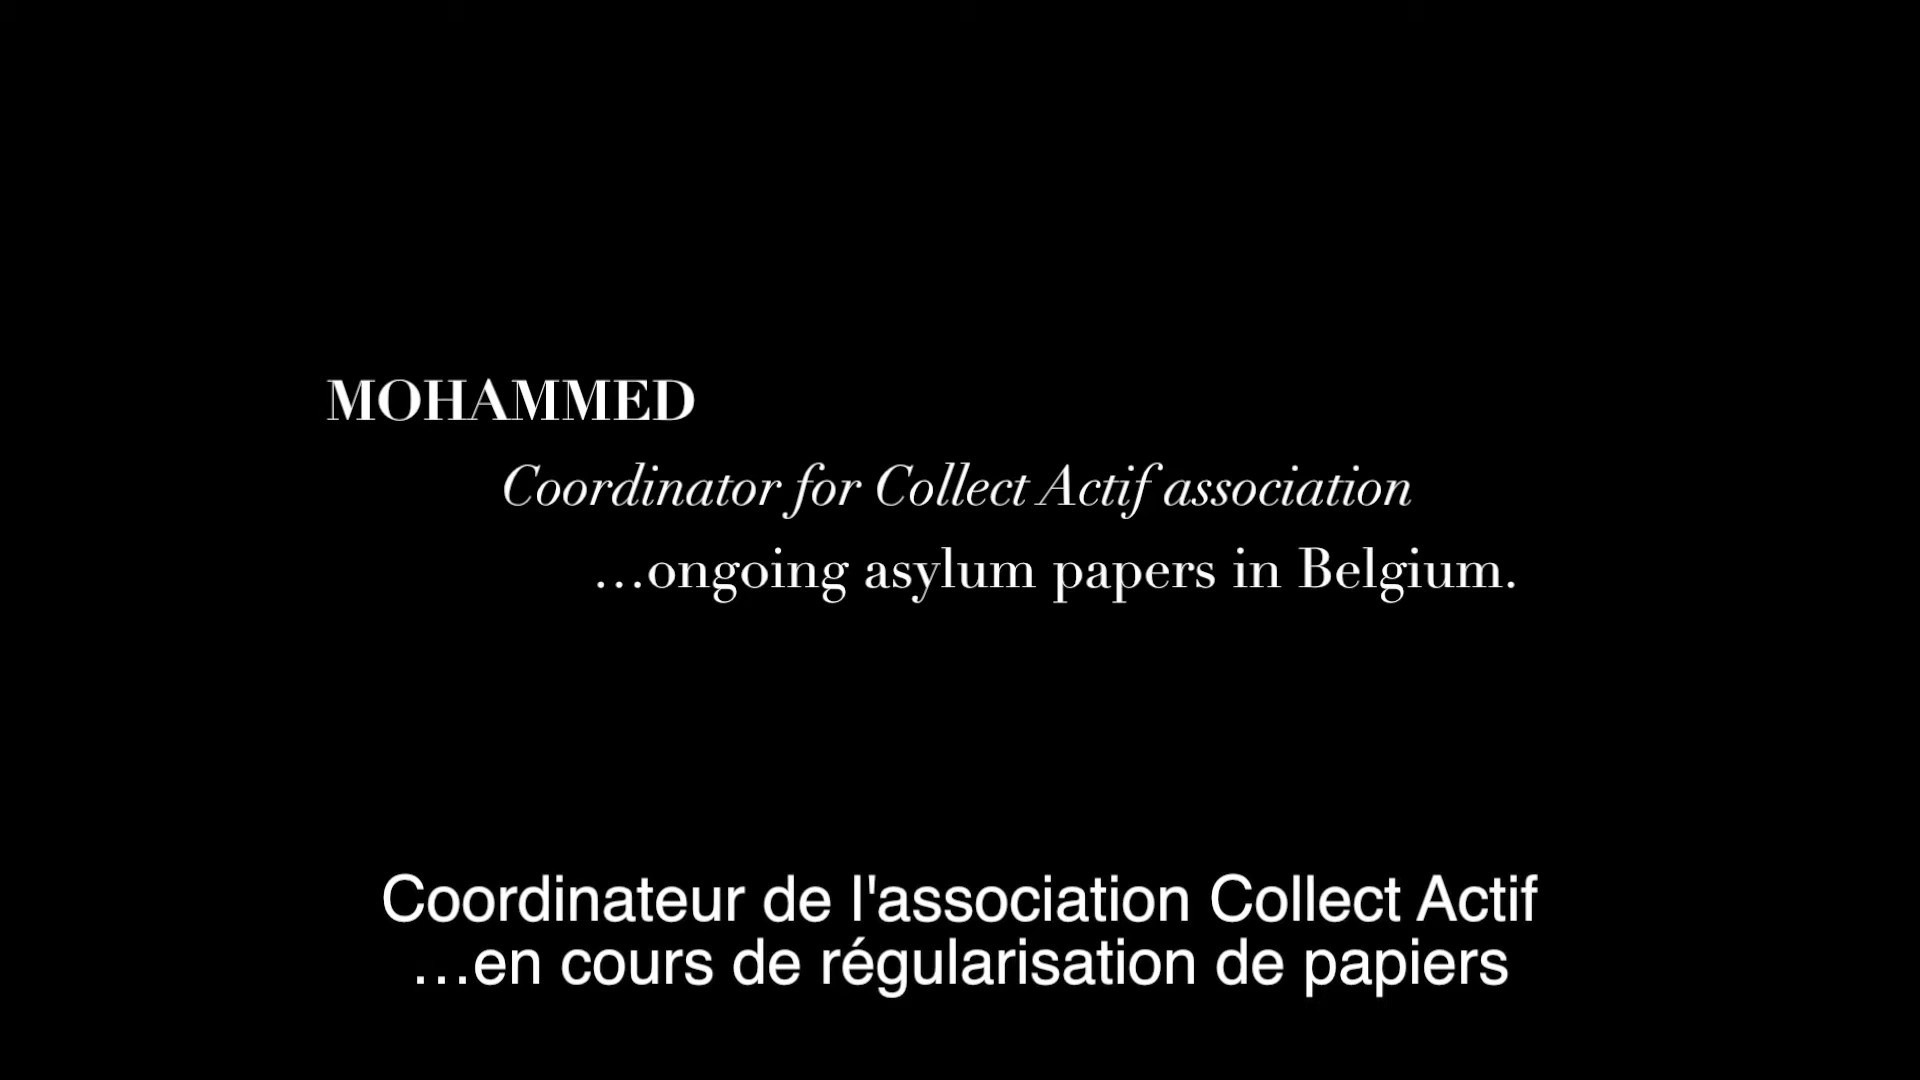 MOHAMMED
Coordinator for Collect Actif association
…ongoing asylum papers in Belgium.
Coordinateur de l'association Collect Actif
…en cours de régularisation de papiers